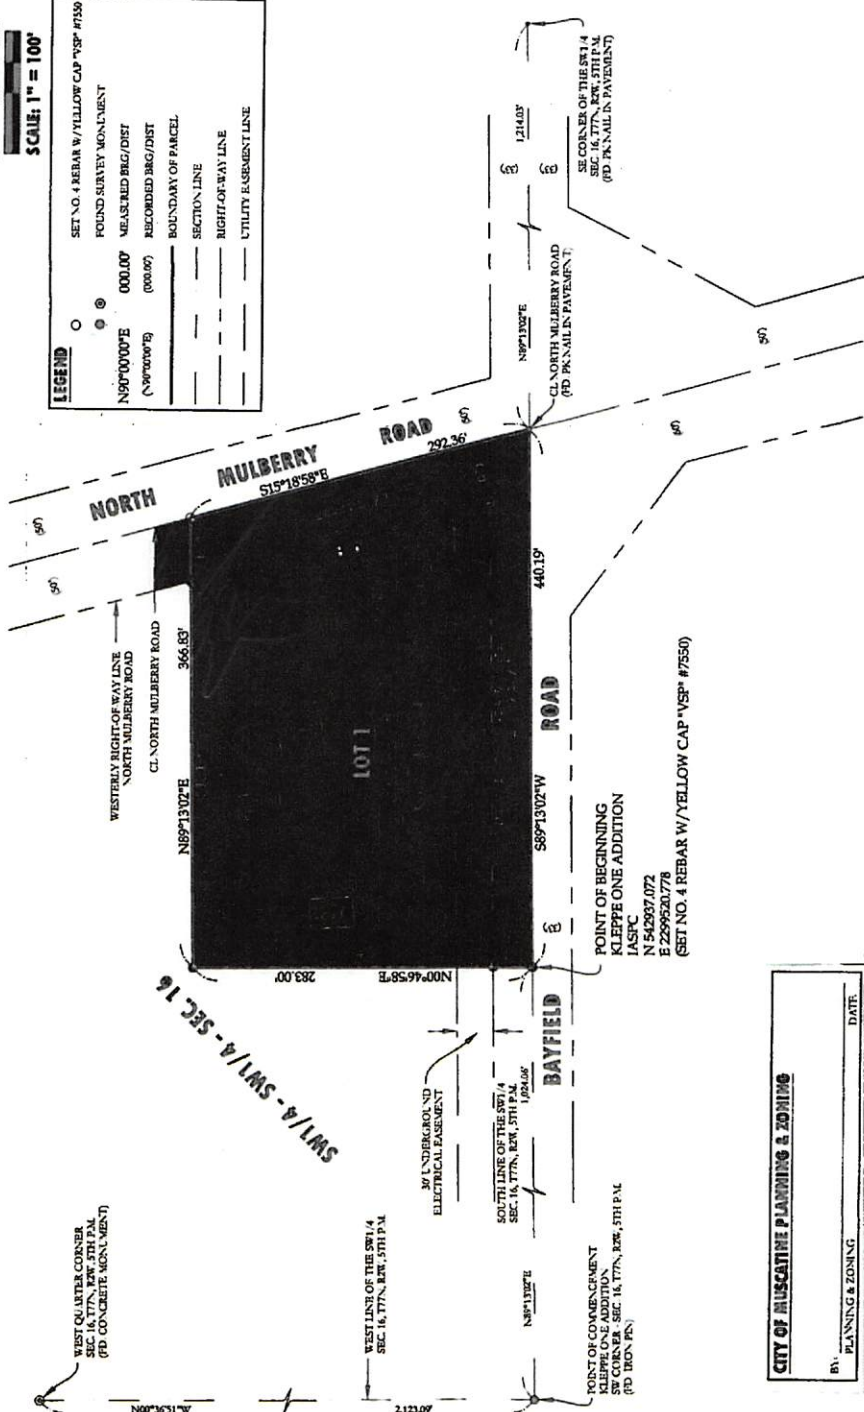 SCALE: 1" = 100'
LEGEND
SET NO. 4 REBAR W/YELLOW CAP "VSP" #7550
FOUND SURVEY MONUMENT
N90°00'00"E 000.00' MEASURED BRG/DIST
(N90°00'00"E) (000.00') RECORDED BRG/DIST
BOUNDARY OF PARCEL
SECTION LINE
RIGHT-OF-WAY LINE
UTILITY EASEMENT LINE
WEST QUARTER CORNER
SEC. 16, T77N, R2W, 5TH P.M.
(FD. CONCRETE MONUMENT)
WEST LINE OF THE SW1/4
SEC. 16, T77N, R2W, 5TH P.M.
2,123.09'
SW1/4 - SW1/4 - SEC. 16
WESTERLY RIGHT-OF-WAY LINE
NORTH MULBERRY ROAD
CL NORTH MULBERRY ROAD
(50')
(50')
NORTH MULBERRY ROAD
N89°13'02"E
366.83'
S15°18'58"E
292.36'
(50')
LOT 1
283.00'
N00°46'58"E
30' UNDERGROUND
ELECTRICAL EASEMENT
SOUTH LINE OF THE SW1/4
SEC. 16, T77N, R2W, 5TH P.M.
N89°13'02"E
1,024.06'
S89°13'02"W
440.19'
N89°13'02"E
1,214.03'
(33')
(33')
(33')
BAYFIELD ROAD
CL NORTH MULBERRY ROAD
(FD. PK NAIL IN PAVEMENT)
SE CORNER OF THE SW1/4
SEC. 16, T77N, R2W, 5TH P.M.
(FD. PK NAIL IN PAVEMENT)
(50')
(50')
POINT OF COMMENCEMENT
KLEPPE ONE ADDITION
SW CORNER - SEC. 16, T77N, R2W, 5TH P.M.
(FD. IRON PIN)
POINT OF BEGINNING
KLEPPE ONE ADDITION
IASPC
N 542937.072
E 2299520.778
(SET NO. 4 REBAR W/YELLOW CAP "VSP" #7550)
CITY OF MUSCATINE PLANNING & ZONING
BY:
PLANNING & ZONING DATE